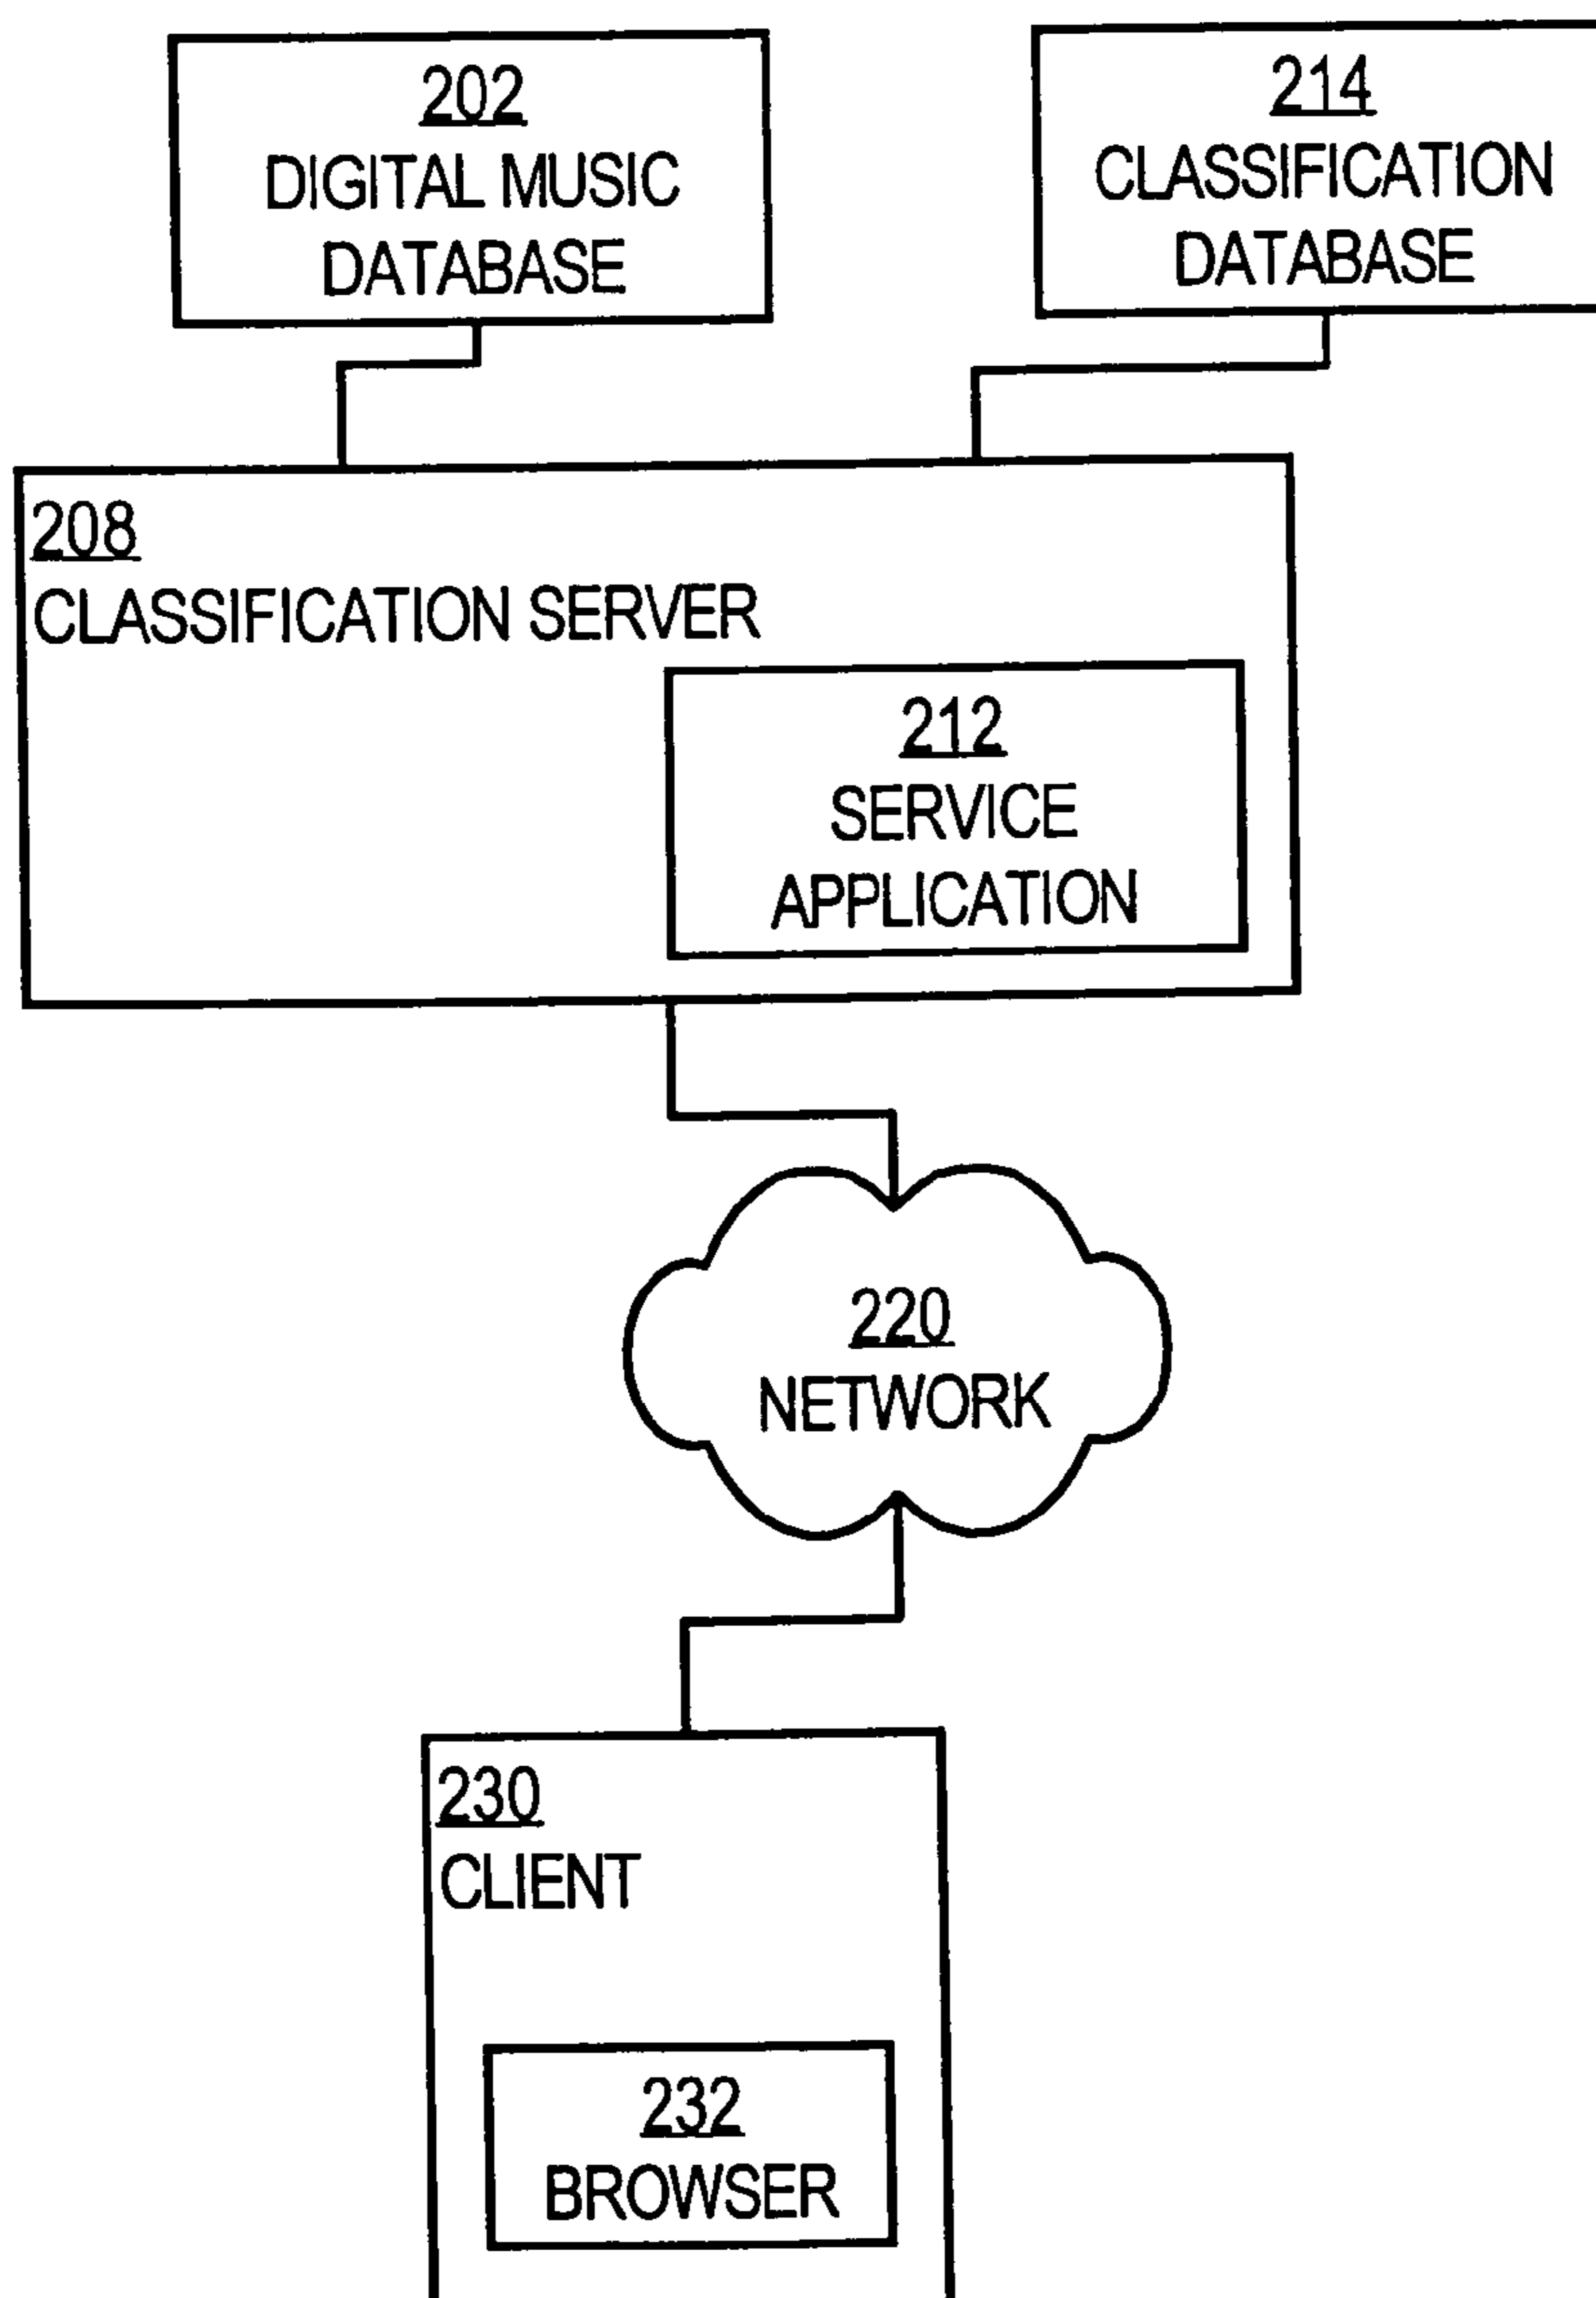 202
DIGITAL MUSIC
DATABASE
214
CLASSIFICATION
DATABASE
208
CLASSIFICATION SERVER
212
SERVICE
APPLICATION
220
NETWORK
230
CLIENT
232
BROWSER